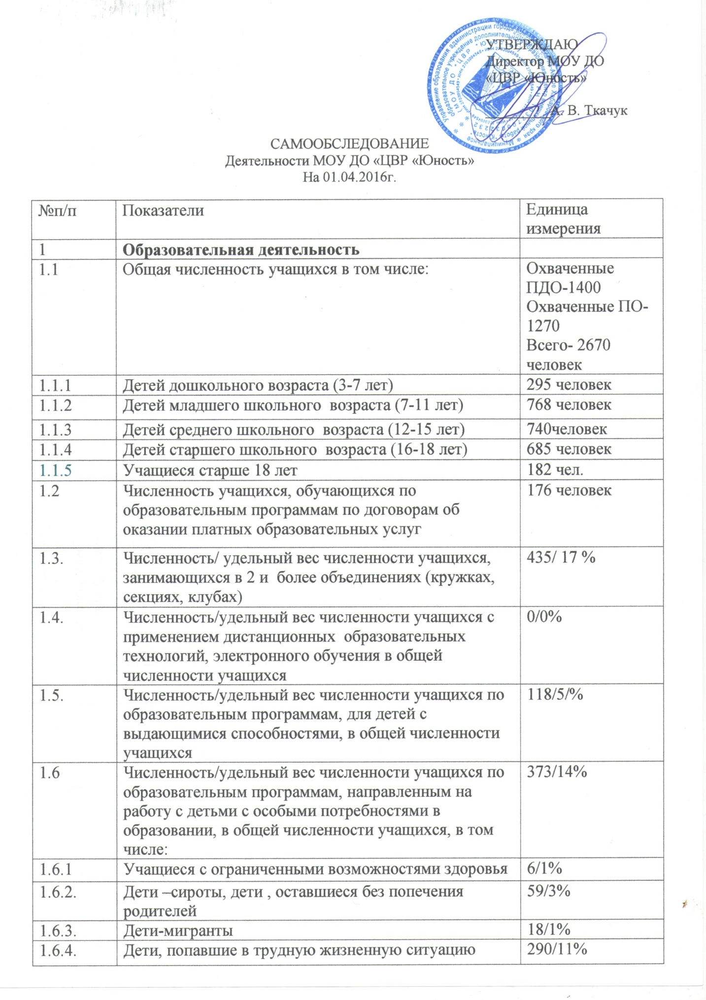 УТВЕРЖДАЮ
Директор МОУ ДО
«ЦВР «Юность»
А. В. Ткачук
САМООБСЛЕДОВАНИЕ
Деятельности МОУ ДО «ЦВР «Юность»
На 01.04.2016г.
№п/п Показатели Единица
измерения
1 Образовательная деятельность
1.1 Общая численность учащихся в том числе: Охваченные
ПДО-1400
Охваченные ПО-
1270
Всего- 2670
человек
1.1.1 Детей дошкольного возраста (3-7 лет) 295 человек
1.1.2 Детей младшего школьного  возраста (7-11 лет) 768 человек
1.1.3 Детей среднего школьного  возраста (12-15 лет) 740человек
1.1.4 Детей старшего школьного  возраста (16-18 лет) 685 человек
1.1.5 Учащиеся старше 18 лет 182 чел.
1.2 Численность учащихся, обучающихся по 176 человек
образовательным программам по договорам об
оказании платных образовательных услуг
1.3. Численность/ удельный вес численности учащихся, 435/ 17 %
занимающихся в 2 и  более объединениях (кружках,
секциях, клубах)
1.4. Численность/удельный вес численности учащихся с 0/0%
применением дистанционных  образовательных
технологий, электронного обучения в общей
численности учащихся
1.5. Численность/удельный вес численности учащихся по 118/5/%
образовательным программам, для детей с
выдающимися способностями, в общей численности
учащихся
1.6 Численность/удельный вес численности учащихся по 373/14%
образовательным программам, направленным на
работу с детьми с особыми потребностями в
образовании, в общей численности учащихся, в том
числе:
1.6.1 Учащиеся с ограниченными возможностями здоровья 6/1%
1.6.2. Дети –сироты, дети , оставшиеся без попечения 59/3%
родителей
1.6.3. Дети-мигранты 18/1%
1.6.4. Дети, попавшие в трудную жизненную ситуацию 290/11%